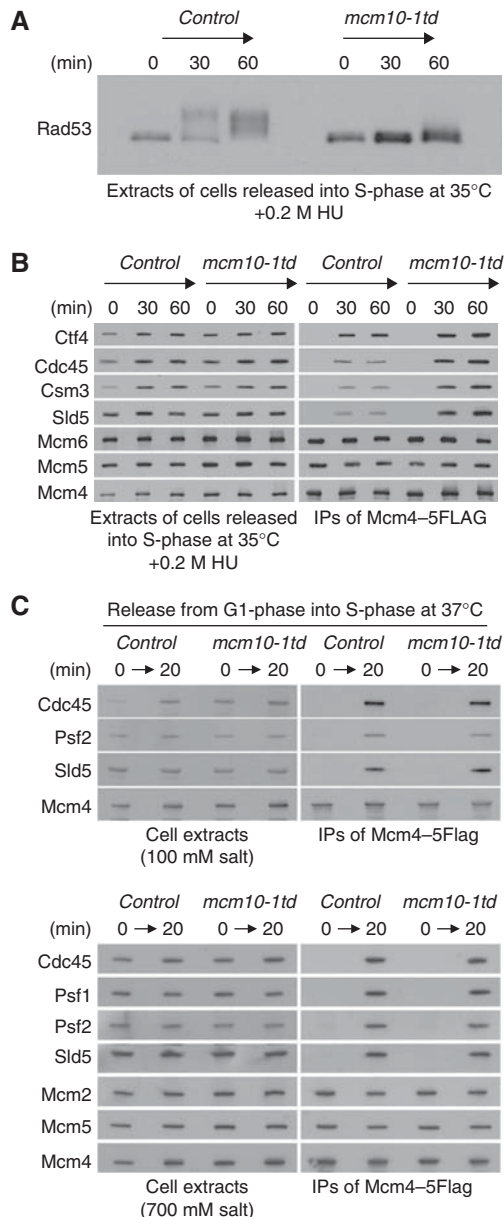 A
Control mcm10-1td
(min) 0 30 60 0 30 60
Rad53
Extracts of cells released into S-phase at 35°C
+0.2 M HU
B
Control mcm10-1td Control mcm10-1td
(min) 0 30 60 0 30 60 0 30 60 0 30 60
Ctf4
Cdc45
Csm3
Sld5
Mcm6
Mcm5
Mcm4
Extracts of cells released
into S-phase at 35°C
+0.2 M HU
IPs of Mcm4–5FLAG
C
Release from G1-phase into S-phase at 37°C
Control mcm10-1td Control mcm10-1td
(min) 0 → 20 0 → 20 0 → 20 0 → 20
Cdc45
Psf2
Sld5
Mcm4
Cell extracts
(100 mM salt)
IPs of Mcm4–5Flag
Control mcm10-1td Control mcm10-1td
(min) 0 → 20 0 → 20 0 → 20 0 → 20
Cdc45
Psf1
Psf2
Sld5
Mcm2
Mcm5
Mcm4
Cell extracts
(700 mM salt)
IPs of Mcm4–5Flag